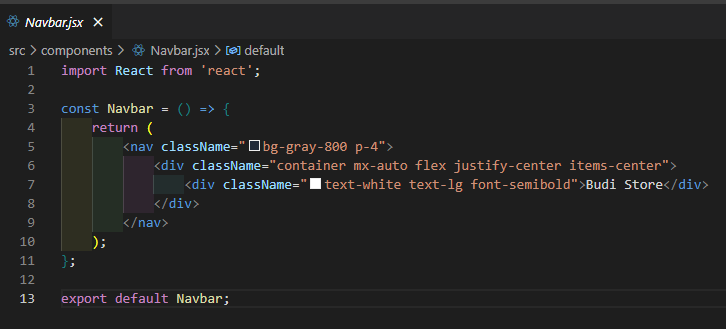 Navbar.jsx ×
src > components > Navbar.jsx > default
1 import React from 'react';
2
3 const Navbar = () => {
4     return (
5         <nav className="bg-gray-800 p-4">
6             <div className="container mx-auto flex justify-center items-center">
7                 <div className="text-white text-lg font-semibold">Budi Store</div>
8             </div>
9         </nav>
10     );
11 };
12
13 export default Navbar;